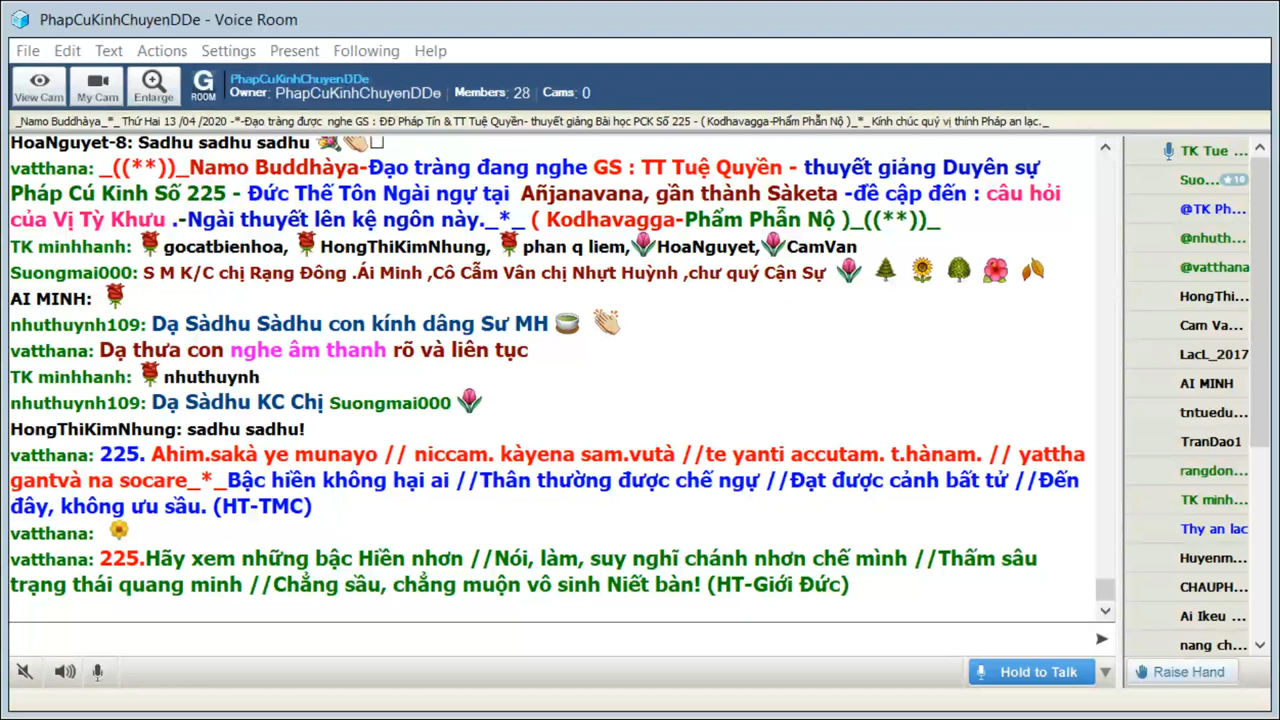 PhapCuKinhChuyenDDe - Voice Room
File Edit Text Actions Settings Present Following Help
View Cam My Cam Enlarge G ROOM
PhapCuKinhChuyenDDe
Owner: PhapCuKinhChuyenDDe Members: 28 Cams: 0
_Namo Buddhàya_*_ Thứ Hai 13 /04 /2020 -*-Đạo tràng được nghe GS : ĐĐ Pháp Tín & TT Tuệ Quyền- thuyết giảng Bài học PCK Số 225 - ( Kodhavagga-Phẩm Phẫn Nộ )_*_ Kính chúc quý vị thính Pháp an lạc._
HoaNguyet-8: Sadhu sadhu sadhu
vatthana: _((**))_Namo Buddhàya-Đạo tràng đang nghe GS : TT Tuệ Quyền - thuyết giảng Duyên sự
Pháp Cú Kinh Số 225 - Đức Thế Tôn Ngài ngự tại Añjanavana, gần thành Sàketa -đề cập đến : câu hỏi
của Vị Tỳ Khưu .-Ngài thuyết lên kệ ngôn này._*_ ( Kodhavagga-Phẩm Phẫn Nộ )_((**))_
TK minhhanh: gocatbienhoa, HongThiKimNhung, phan q liem, HoaNguyet, CamVan
Suongmai000: S M K/C chị Rạng Đông .Ái Minh ,Cô Cẫm Vân chị Nhựt Huỳnh ,chư quý Cận Sự
AI MINH:
nhuthuynh109: Dạ Sàdhu Sàdhu con kính dâng Sư MH
vatthana: Dạ thưa con nghe âm thanh rõ và liên tục
TK minhhanh: nhuthuynh
nhuthuynh109: Dạ Sàdhu KC Chị Suongmai000
HongThiKimNhung: sadhu sadhu!
vatthana: 225. Ahim.sakà ye munayo // niccam. kàyena sam.vutà //te yanti accutam. t.hànam. // yattha
gantvà na socare_*_Bậc hiền không hại ai //Thân thường được chế ngự //Đạt được cảnh bất tử //Đến
đây, không ưu sầu. (HT-TMC)
vatthana:
vatthana: 225.Hãy xem những bậc Hiền nhơn //Nói, làm, suy nghĩ chánh nhơn chế mình //Thấm sâu
trạng thái quang minh //Chẳng sầu, chẳng muộn vô sinh Niết bàn! (HT-Giới Đức)
TK Tue ...
Suo... 10
@TK Ph...
@nhuth...
@vatthana
HongThi...
Cam Va...
LacL_2017
AI MINH
tntuedu...
TranDao1
rangdon...
TK minh...
Thy an lac
Huyenm...
CHAUPH...
Ai Ikeu ...
nang ch...
Hold to Talk
Raise Hand